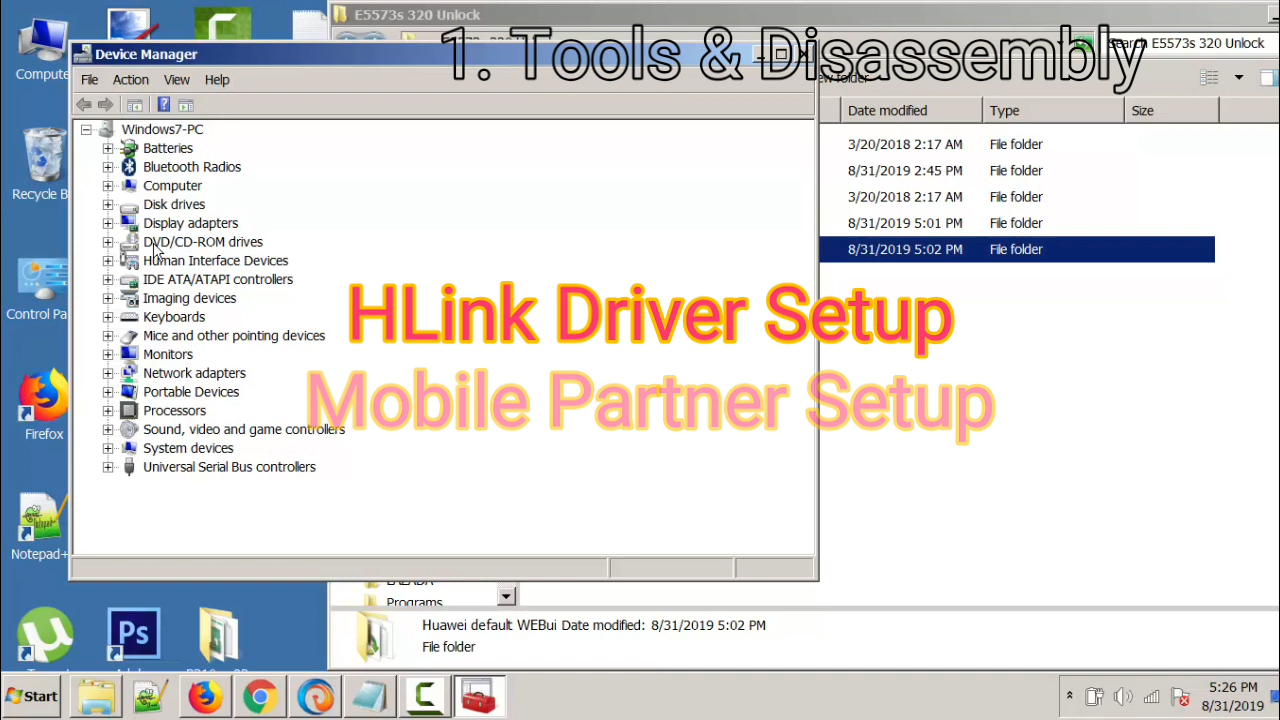 E5573s 320 Unlock
1. Tools & Disassembly
Search E5573s 320 Unlock
Device Manager
File Action View Help
Date modified Type Size
Windows7-PC
Batteries
Bluetooth Radios
Computer
Disk drives
Display adapters
DVD/CD-ROM drives
Human Interface Devices
IDE ATA/ATAPI controllers
Imaging devices
Keyboards
Mice and other pointing devices
Monitors
Network adapters
Portable Devices
Processors
Sound, video and game controllers
System devices
Universal Serial Bus controllers
3/20/2018 2:17 AM File folder
8/31/2019 2:45 PM File folder
3/20/2018 2:17 AM File folder
8/31/2019 5:01 PM File folder
8/31/2019 5:02 PM File folder
HLink Driver Setup
Mobile Partner Setup
Compute
Recycle B
Control Pa
Firefox
Notepad+
Programs
Huawei default WEBui Date modified: 8/31/2019 5:02 PM
File folder
Ps
Start
5:26 PM
8/31/2019